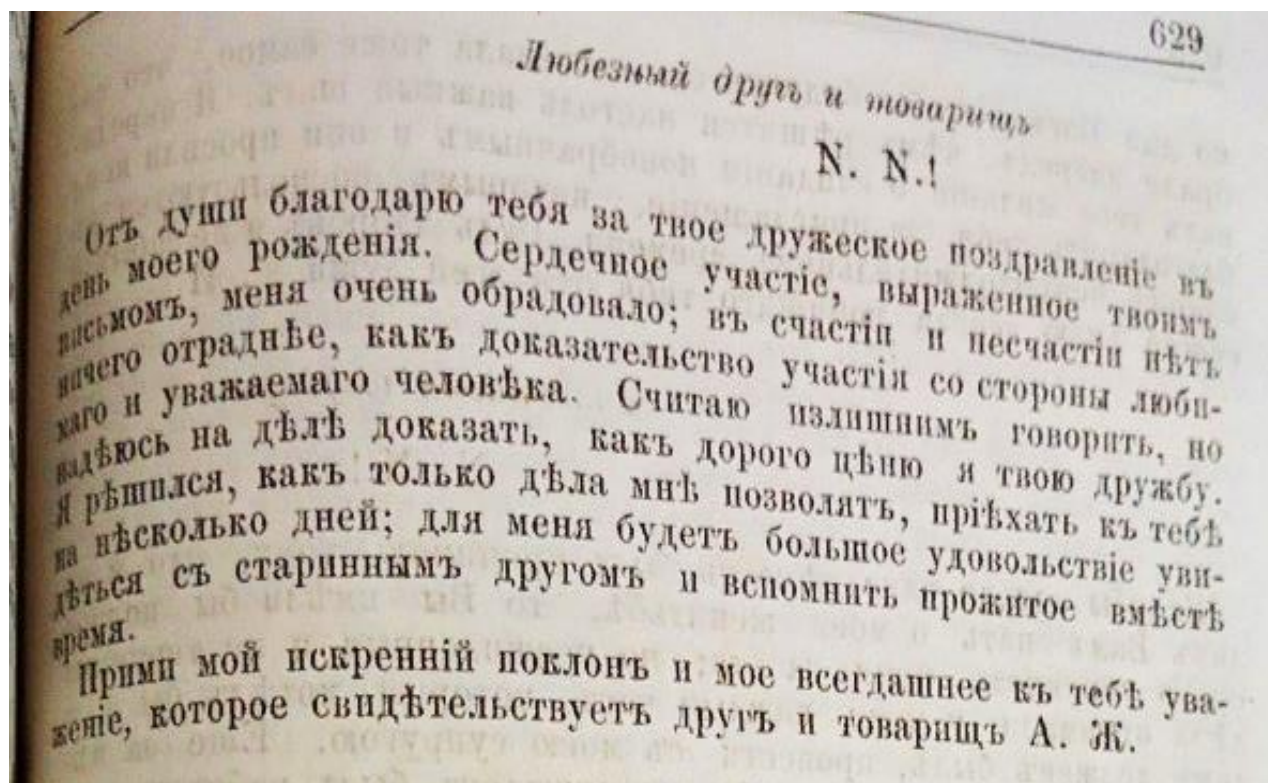 629
Любезный другъ и товарищъ
N. N.!
Отъ души благодарю тебя за твое дружеское поздравленіе въ
день моего рожденія. Сердечное участіе, выраженное твоимъ
письмомъ, меня очень обрадовало; въ счастіи и несчастіи нѣтъ
ничего отраднѣе, какъ доказательство участія со стороны люби-
маго и уважаемаго человѣка. Считаю излишнимъ говорить, но
надѣюсь на дѣлѣ доказать, какъ дорого цѣню я твою дружбу.
Я рѣшился, какъ только дѣла мнѣ позволятъ, пріѣхать къ тебѣ
на нѣсколько дней; для меня будетъ большое удовольствіе уви-
дѣться съ стариннымъ другомъ и вспомнить прожитое вмѣстѣ
время.
Прими мой искренній поклонъ и мое всегдашнее къ тебѣ ува-
женіе, которое свидѣтельствуетъ другъ и товарищъ А. Ж.